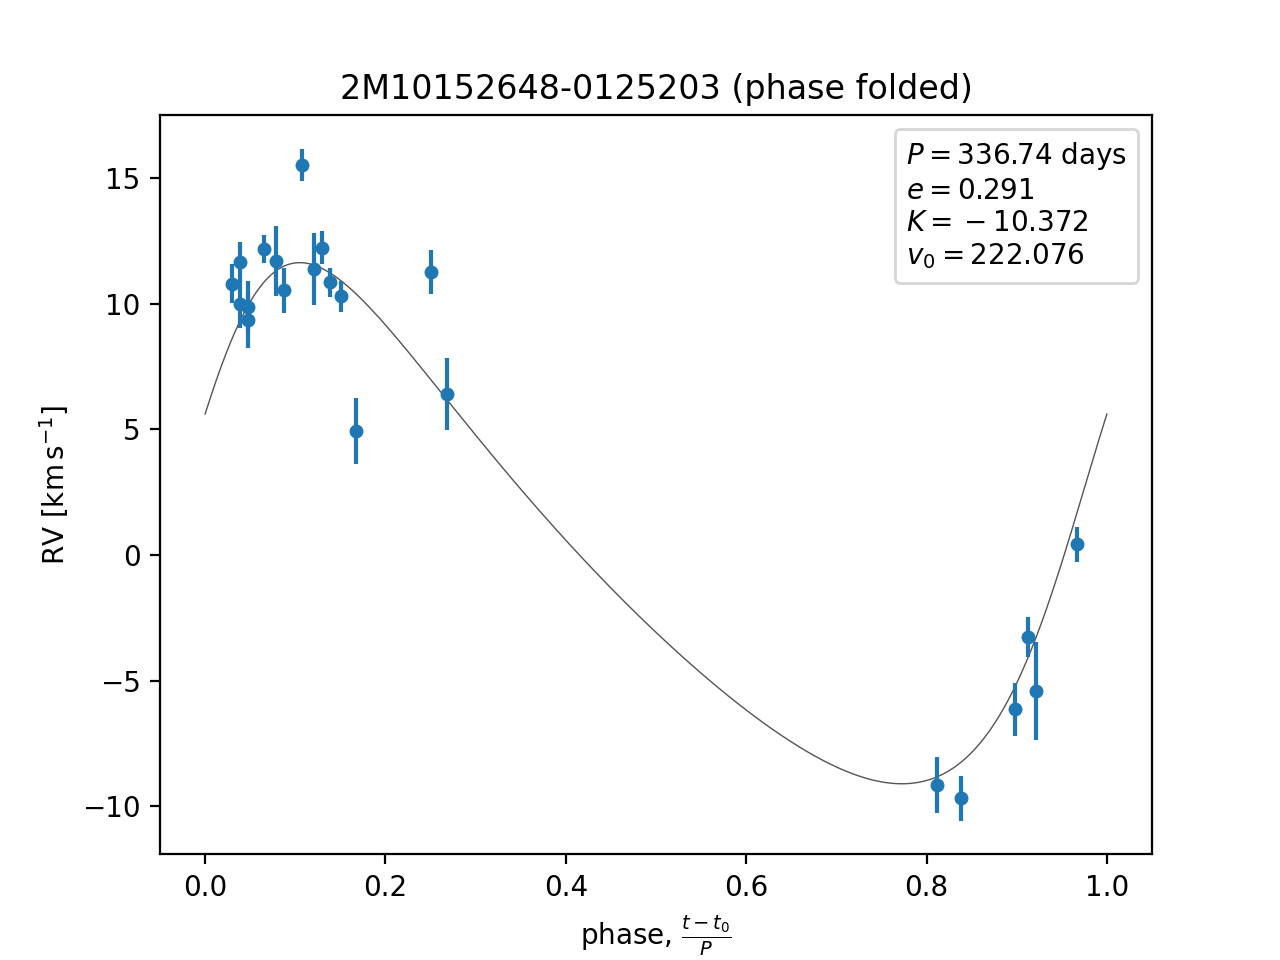 2M10152648-0125203 (phase folded)
P = 336.74 days
e = 0.291
K = −10.372
v₀ = 222.076
15
10
5
0
−5
−10
RV [km s⁻¹]
0.0 0.2 0.4 0.6 0.8 1.0
phase, (t − t₀)/P